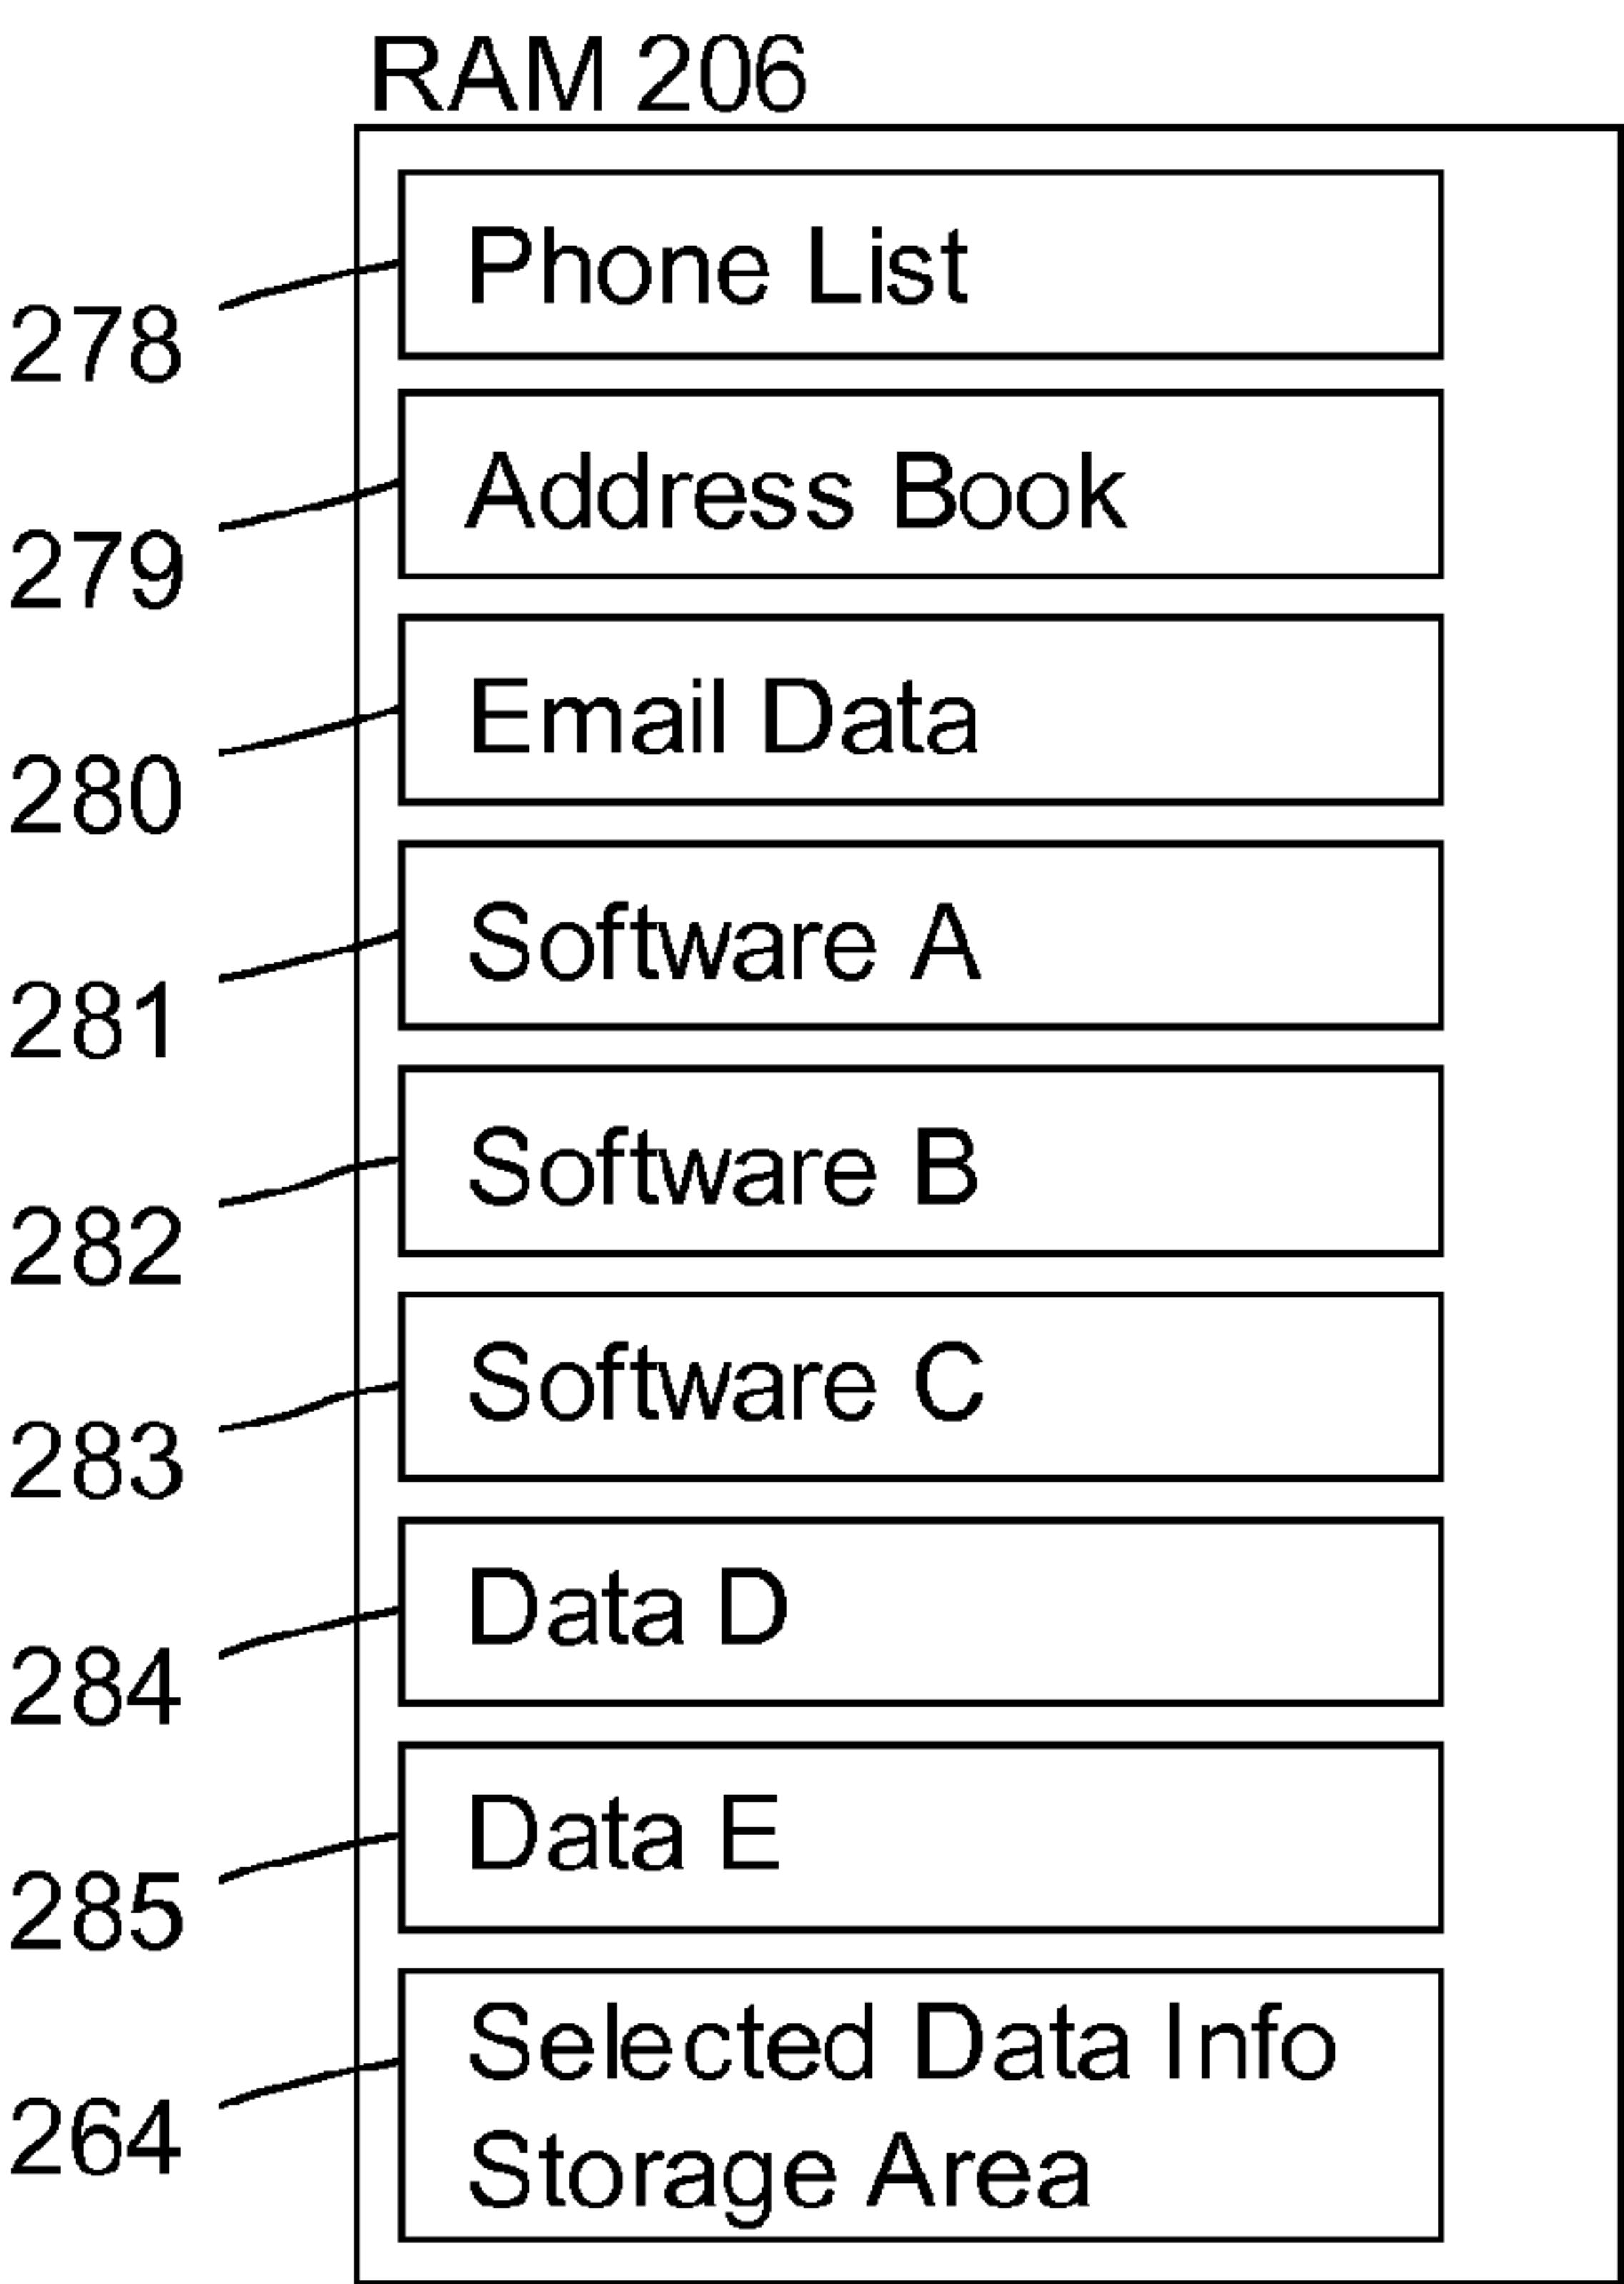 RAM 206
Phone List
278
Address Book
279
Email Data
280
Software A
281
Software B
282
Software C
283
Data D
284
Data E
285
Selected Data Info
264
Storage Area